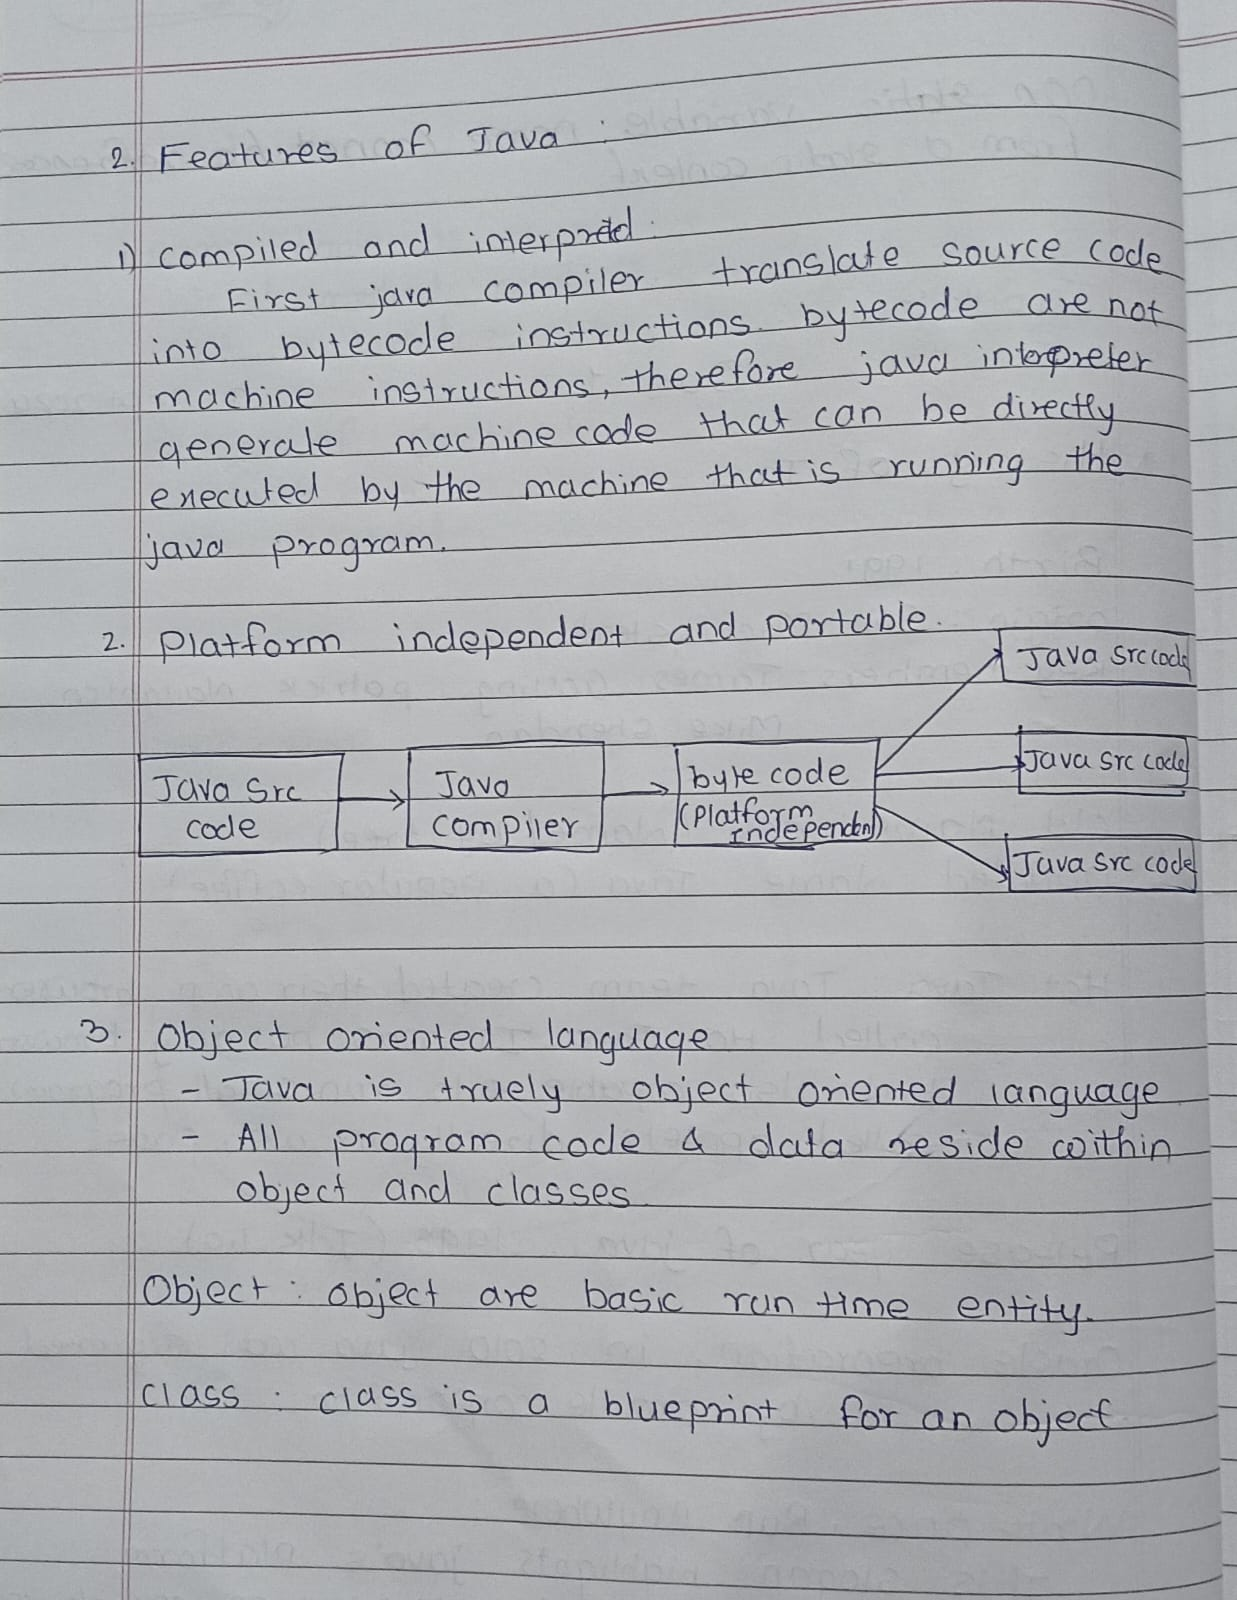 2. Features of Java :
1) Compiled and interpreted.
First java compiler translate source code
into bytecode instructions. bytecode are not
machine instructions, therefore java interpreter
generate machine code that can be directly
executed by the machine that is running the
java program.
2. Platform independent and portable.
Java src code
Java compiler
byte code
(Platform Independent)
Java src code
Java src code
Java src code
3. Object oriented language
- Java is truely object oriented language
- All program code & data reside within
object and classes
Object : object are basic run time entity.
class : class is a blueprint for an object